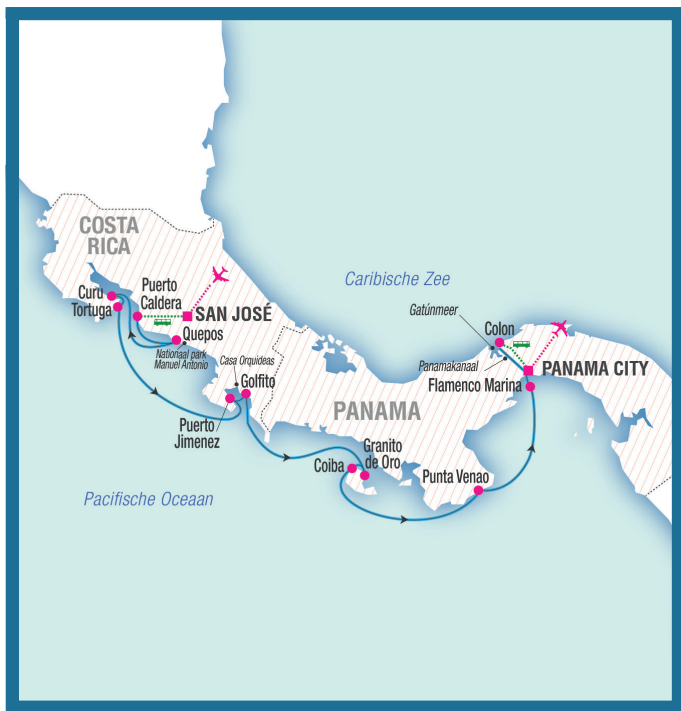 COSTA
RICA
Caribische Zee
Curu
Tortuga
Puerto
Caldera
SAN JOSÉ
Quepos
Nationaal park
Manuel Antonio
Casa Orquideas
Golfito
Puerto
Jimenez
PANAMA
Gatúnmeer
Colon
Panamakanaal
PANAMA CITY
Flamenco Marina
Granito
de Oro
Coiba
Punta Venao
Pacifische Oceaan